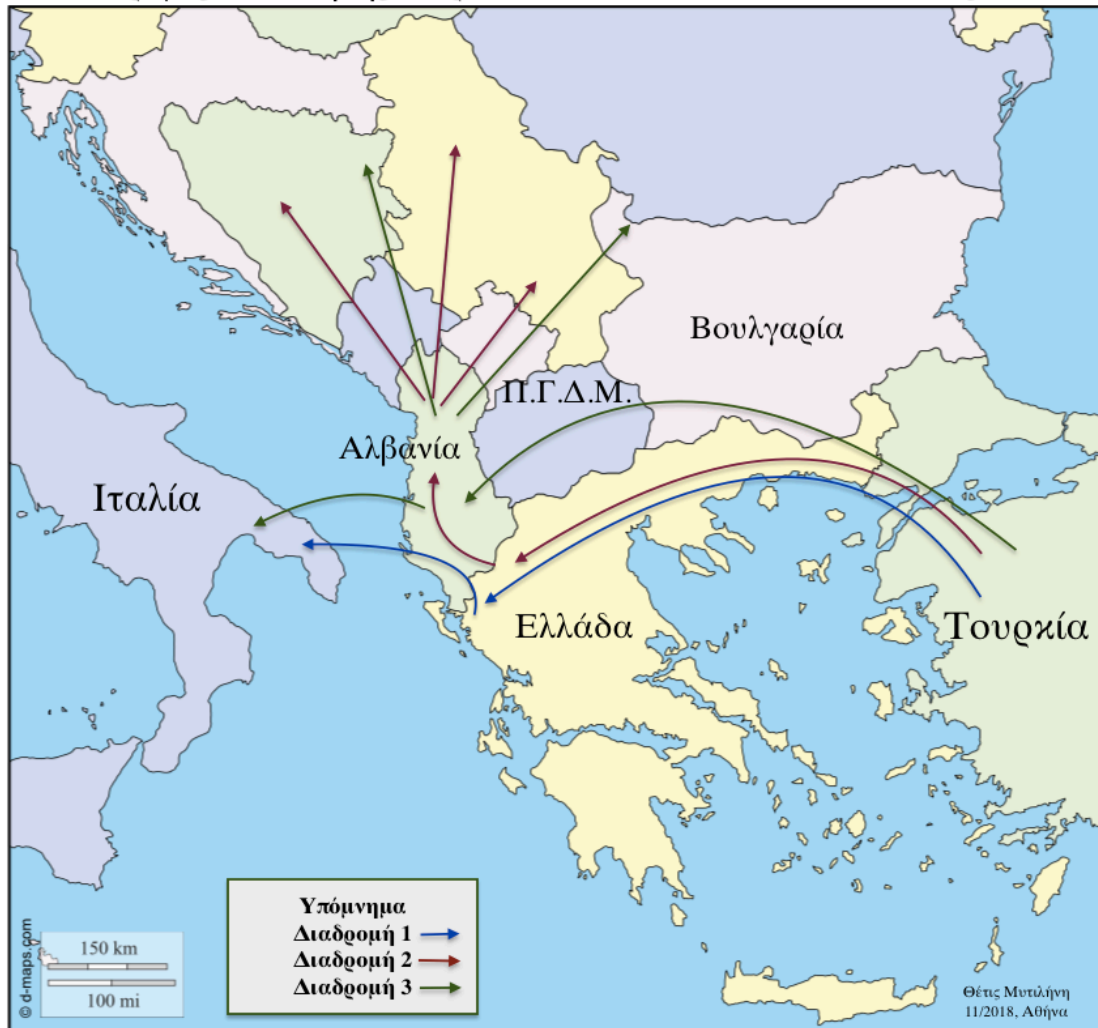 Βουλγαρία
Π.Γ.Δ.Μ.
Αλβανία
Ιταλία
Ελλάδα
Τουρκία
Υπόμνημα
Διαδρομή 1
Διαδρομή 2
Διαδρομή 3
150 km
100 mi
© d-maps.com
Θέτις Μυτιλήνη
11/2018, Αθήνα